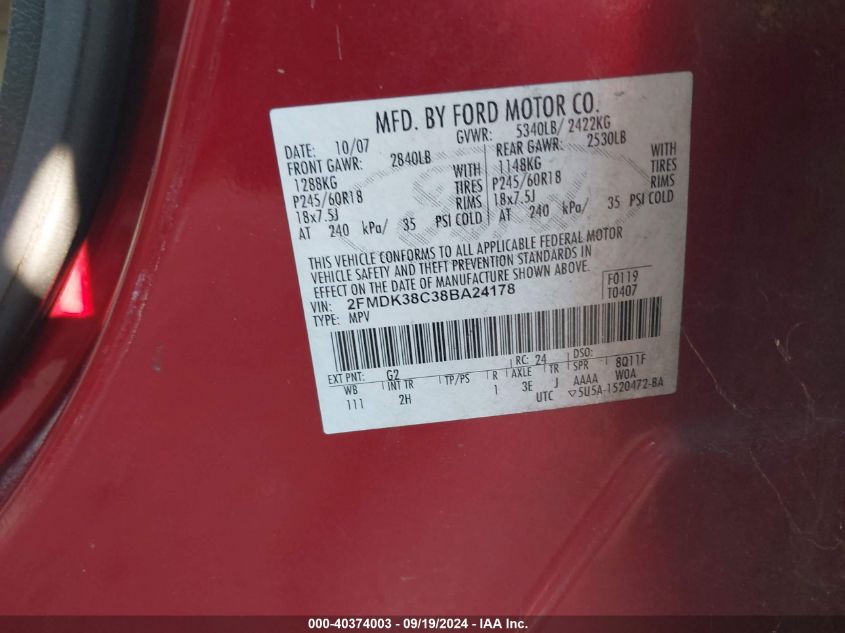 MFD. BY FORD MOTOR CO.
DATE: 10/07 GVWR: 5340LB/ 2422KG
FRONT GAWR: 2840LB REAR GAWR: 2530LB
1288KG WITH 1148KG WITH
P245/60R18 TIRES P245/60R18 TIRES
18x7.5J RIMS 18x7.5J RIMS
AT 240 kPa/ 35 PSI COLD AT 240 kPa/ 35 PSI COLD
THIS VEHICLE CONFORMS TO ALL APPLICABLE FEDERAL MOTOR
VEHICLE SAFETY AND THEFT PREVENTION STANDARDS IN
EFFECT ON THE DATE OF MANUFACTURE SHOWN ABOVE.
VIN: 2FMDK38C38BA24178 F0119
TYPE: MPV T0407
EXT PNT: G2 RC: 24 DSO:
WB INT TR TP/PS R AXLE TR SPR 8Q11F
111 2H 1 3E J AAAA W0A
UTC ▽5U5A-1520472-BA
000-40374003 - 09/19/2024 - IAA Inc.